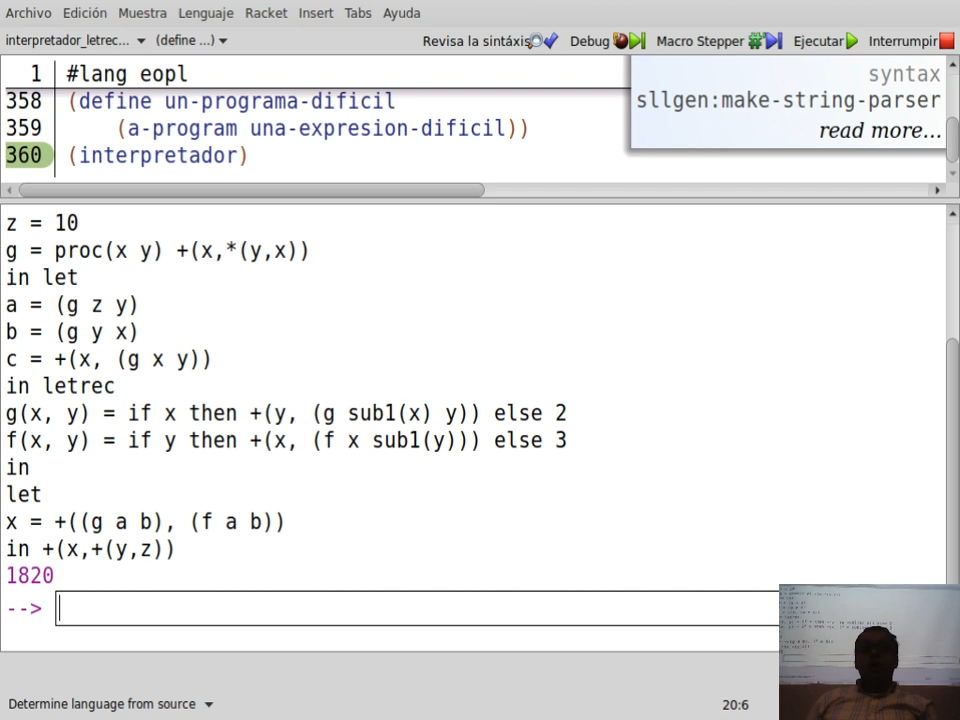 Archivo Edición Muestra Lenguaje Racket Insert Tabs Ayuda
interpretador_letrec... (define ...) Revisa la sintáxis Debug Macro Stepper Ejecutar Interrumpir
1 #lang eopl
358 (define un-programa-dificil
359 (a-program una-expresion-dificil))
360 (interpretador)
syntax
sllgen:make-string-parser
read more...
z = 10
g = proc(x y) +(x,*(y,x))
in let
a = (g z y)
b = (g y x)
c = +(x, (g x y))
in letrec
g(x, y) = if x then +(y, (g sub1(x) y)) else 2
f(x, y) = if y then +(x, (f x sub1(y))) else 3
in
let
x = +((g a b), (f a b))
in +(x,+(y,z))
1820
-->
Determine language from source 20:6